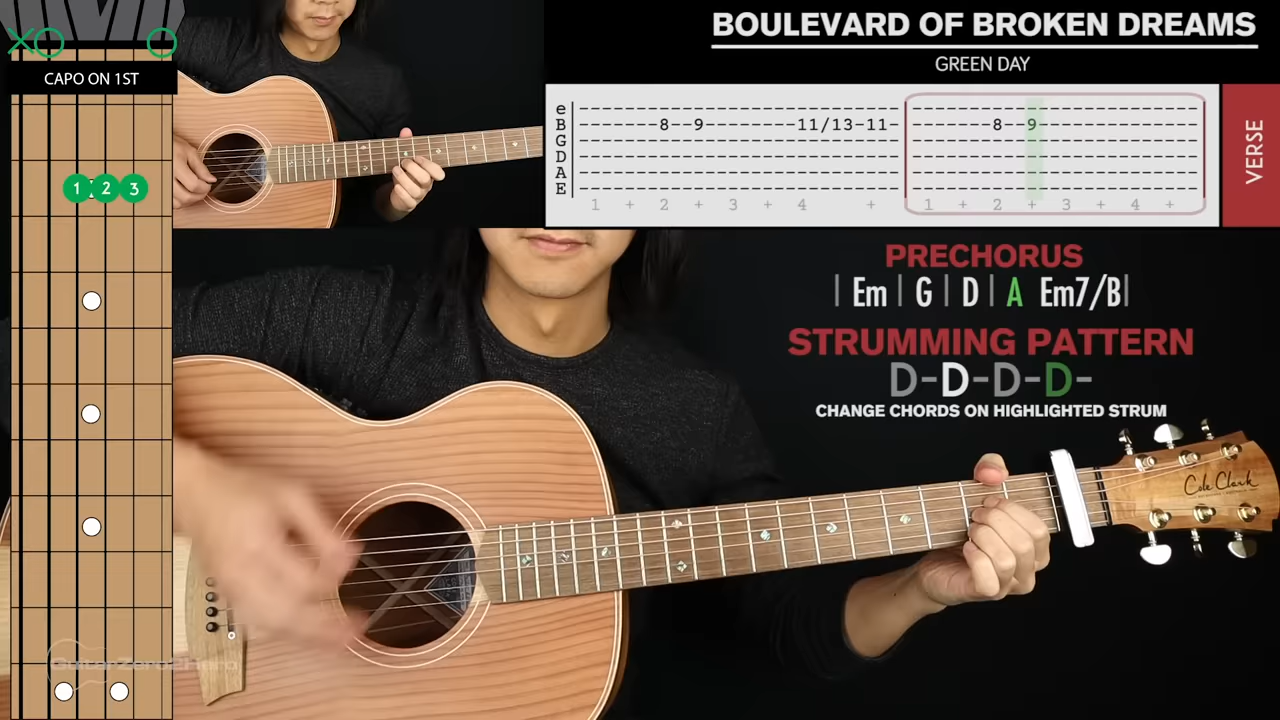 BOULEVARD OF BROKEN DREAMS
GREEN DAY
X
CAPO ON 1ST
1 2 3
e|------8--9--------11/13-11-|-------8--9--------------
B
G
D
A
E
1 + 2 + 3 + 4 + 1 + 2 + 3 + 4 +
VERSE
PRECHORUS
| Em | G | D | A Em7/B|
STRUMMING PATTERN
D-D-D-D-
CHANGE CHORDS ON HIGHLIGHTED STRUM
Cole Clark
GuitarZero2Hero